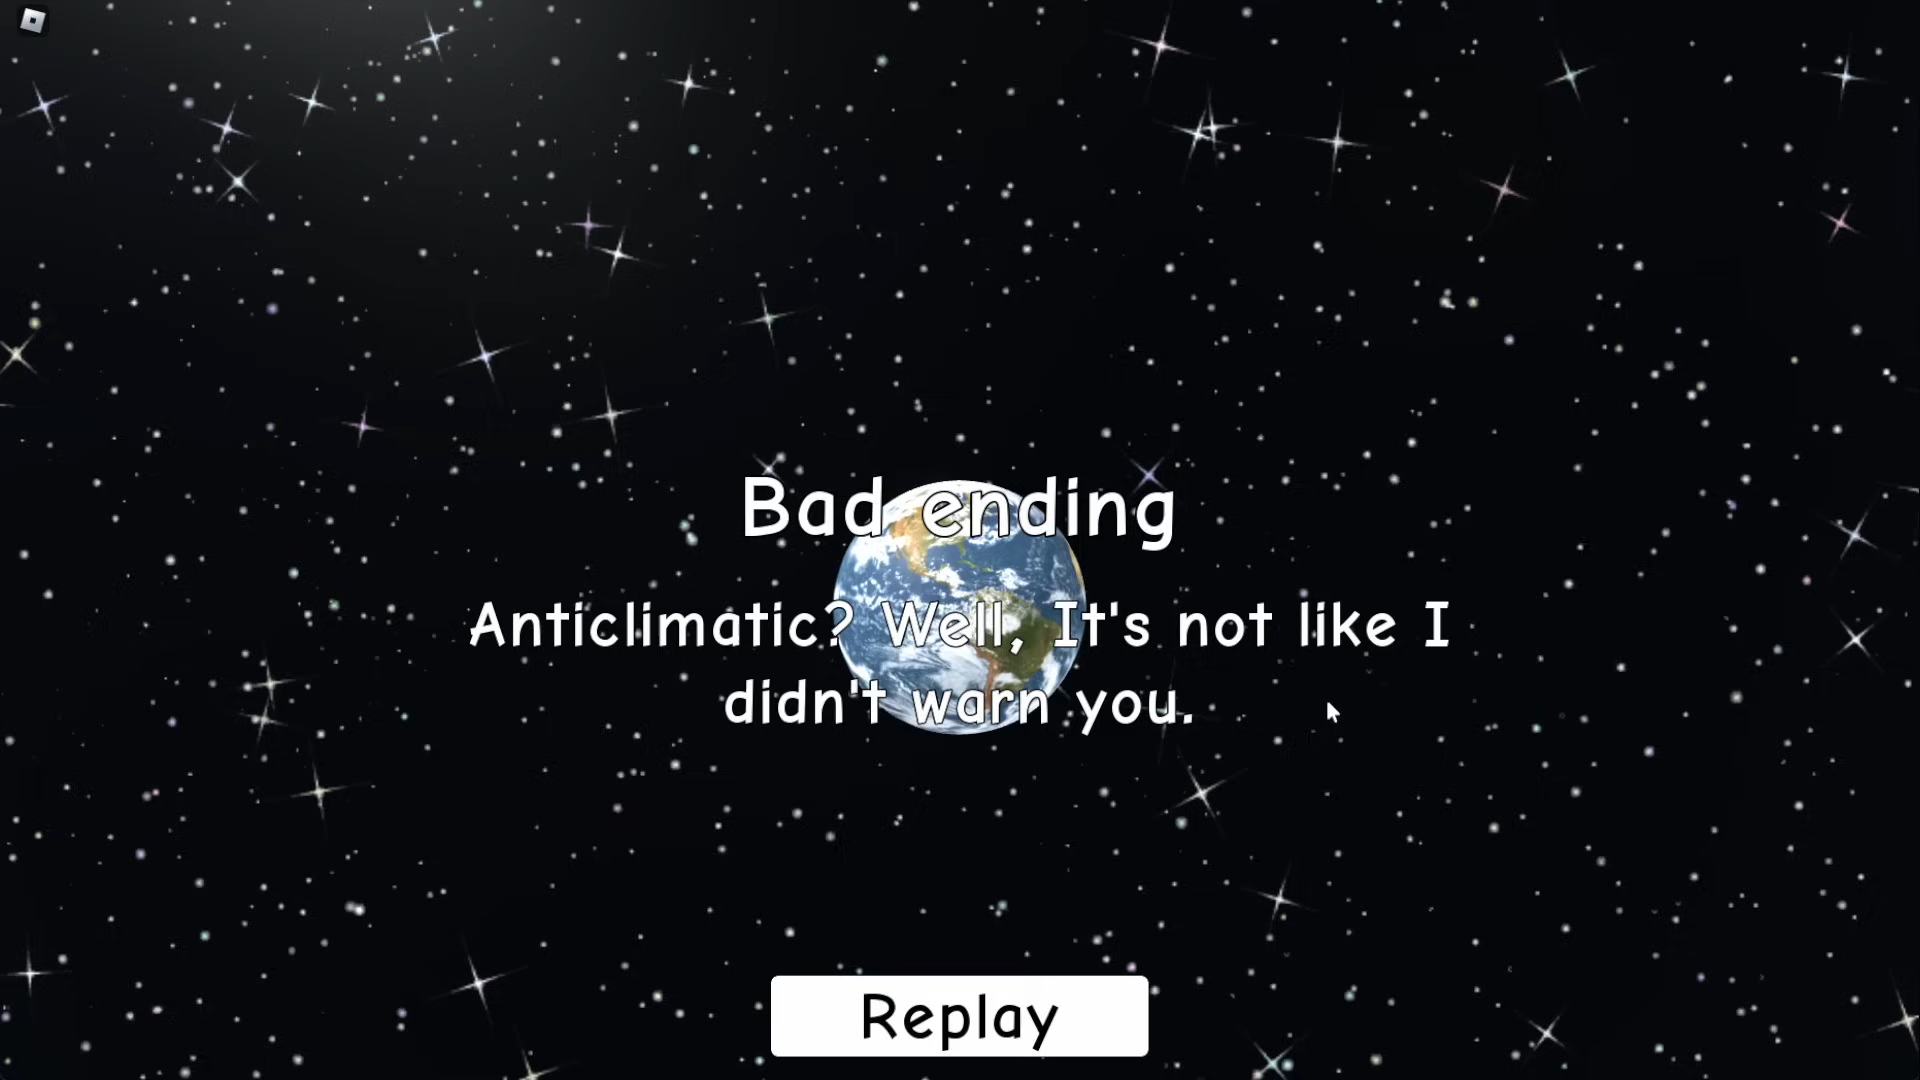 Bad ending
Anticlimatic? Well, It's not like I
didn't warn you.
Replay